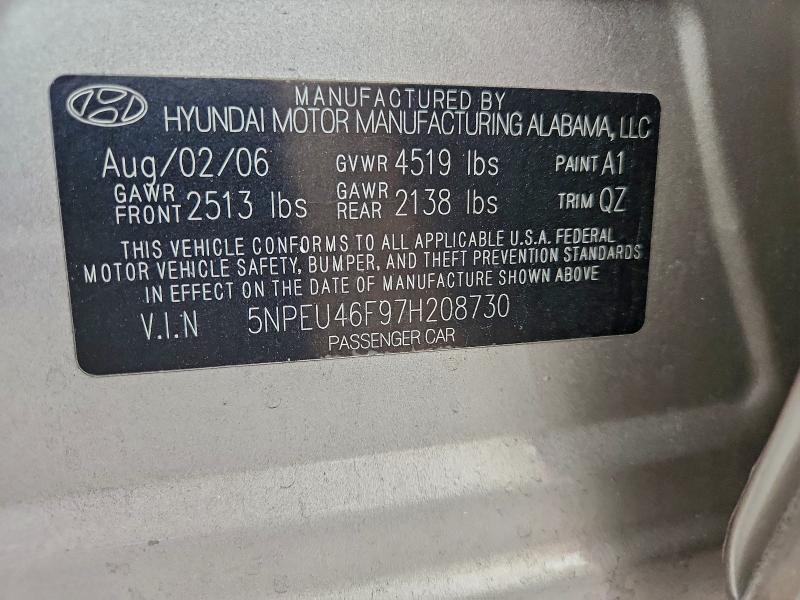 MANUFACTURED BY
HYUNDAI MOTOR MANUFACTURING ALABAMA, LLC
Aug/02/06 GVWR 4519 lbs PAINT A1
GAWR FRONT 2513 lbs GAWR REAR 2138 lbs TRIM QZ
THIS VEHICLE CONFORMS TO ALL APPLICABLE U.S.A. FEDERAL
MOTOR VEHICLE SAFETY, BUMPER, AND THEFT PREVENTION STANDARDS
IN EFFECT ON THE DATE OF MANUFACTURE SHOWN ABOVE
V.I.N 5NPEU46F97H208730
PASSENGER CAR